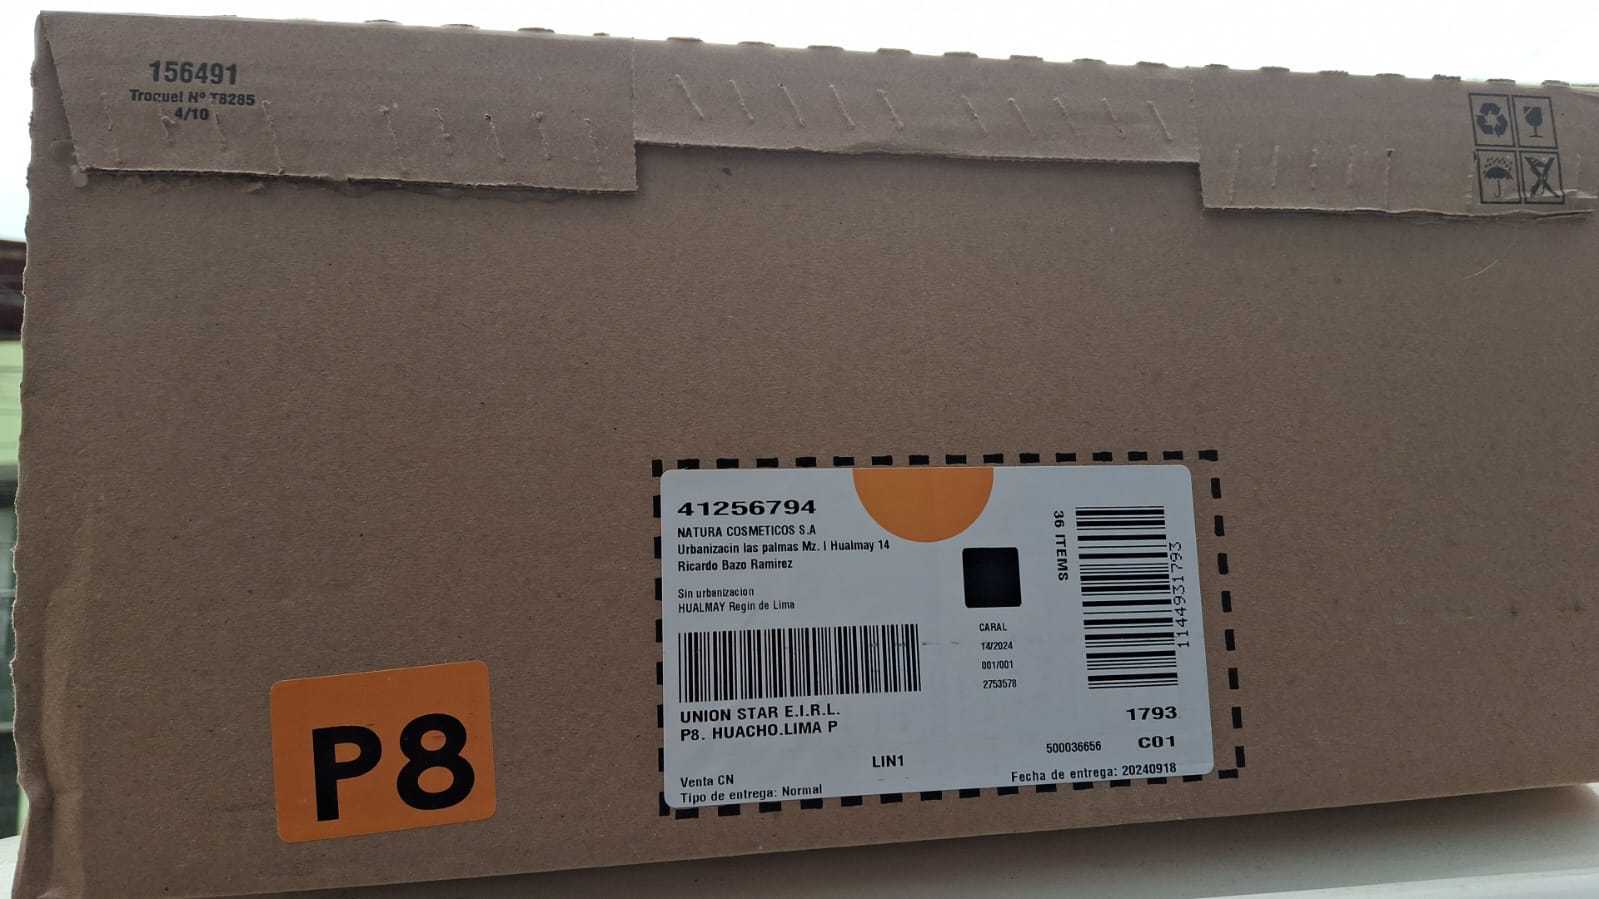 156491
Troquel Nº T8285
4/10
41256794
NATURA COSMETICOS S.A
Urbanizacin las palmas Mz. I Hualmay 14
Ricardo Bazo Ramirez
Sin urbanizacion
HUALMAY Regin de Lima
36 ITEMS
1144931793
CARAL
14/2024
001/001
2753578
UNION STAR E.I.R.L.
P8. HUACHO.LIMA P
1793
LIN1
500036656 C01
Venta CN
Tipo de entrega: Normal
Fecha de entrega: 20240918
P8